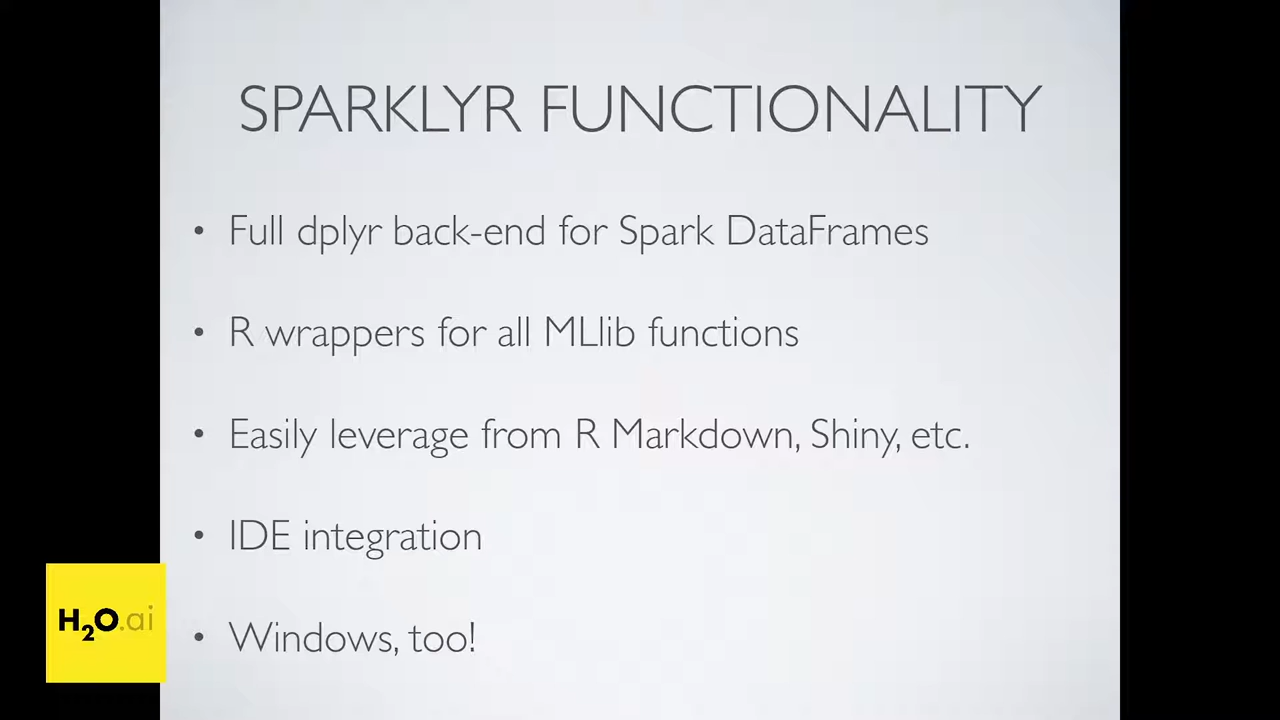 SPARKLYR FUNCTIONALITY
• Full dplyr back-end for Spark DataFrames
• R wrappers for all MLlib functions
• Easily leverage from R Markdown, Shiny, etc.
• IDE integration
• Windows, too!
H2O.ai